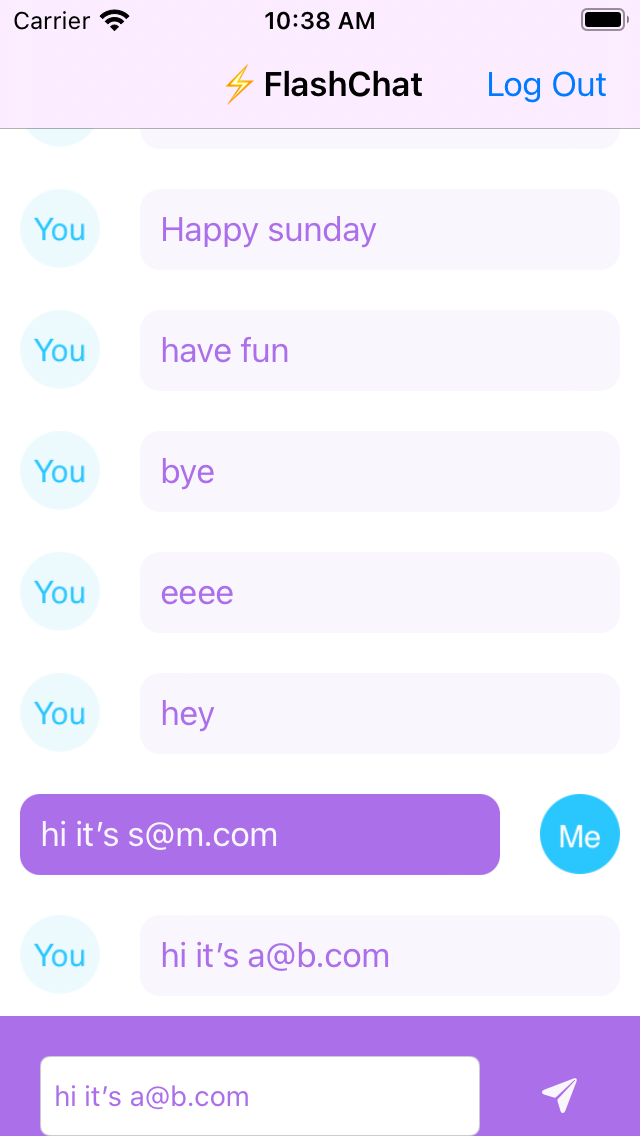 Carrier 10:38 AM
⚡️FlashChat Log Out
You Happy sunday
You have fun
You bye
You eeee
You hey
hi it’s s@m.com Me
You hi it’s a@b.com
hi it’s a@b.com